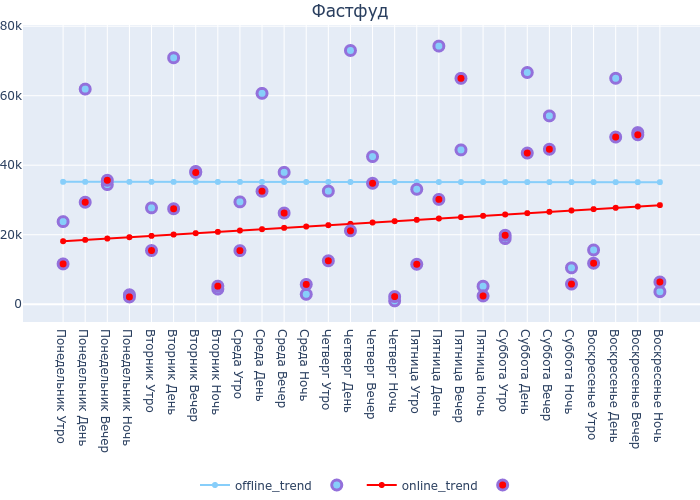 Фастфуд
80k
60k
40k
20k
0
Понедельник Утро
Понедельник День
Понедельник Вечер
Понедельник Ночь
Вторник Утро
Вторник День
Вторник Вечер
Вторник Ночь
Среда Утро
Среда День
Среда Вечер
Среда Ночь
Четверг Утро
Четверг День
Четверг Вечер
Четверг Ночь
Пятница Утро
Пятница День
Пятница Вечер
Пятница Ночь
Суббота Утро
Суббота День
Суббота Вечер
Суббота Ночь
Воскресенье Утро
Воскресенье День
Воскресенье Вечер
Воскресенье Ночь
offline_trend online_trend